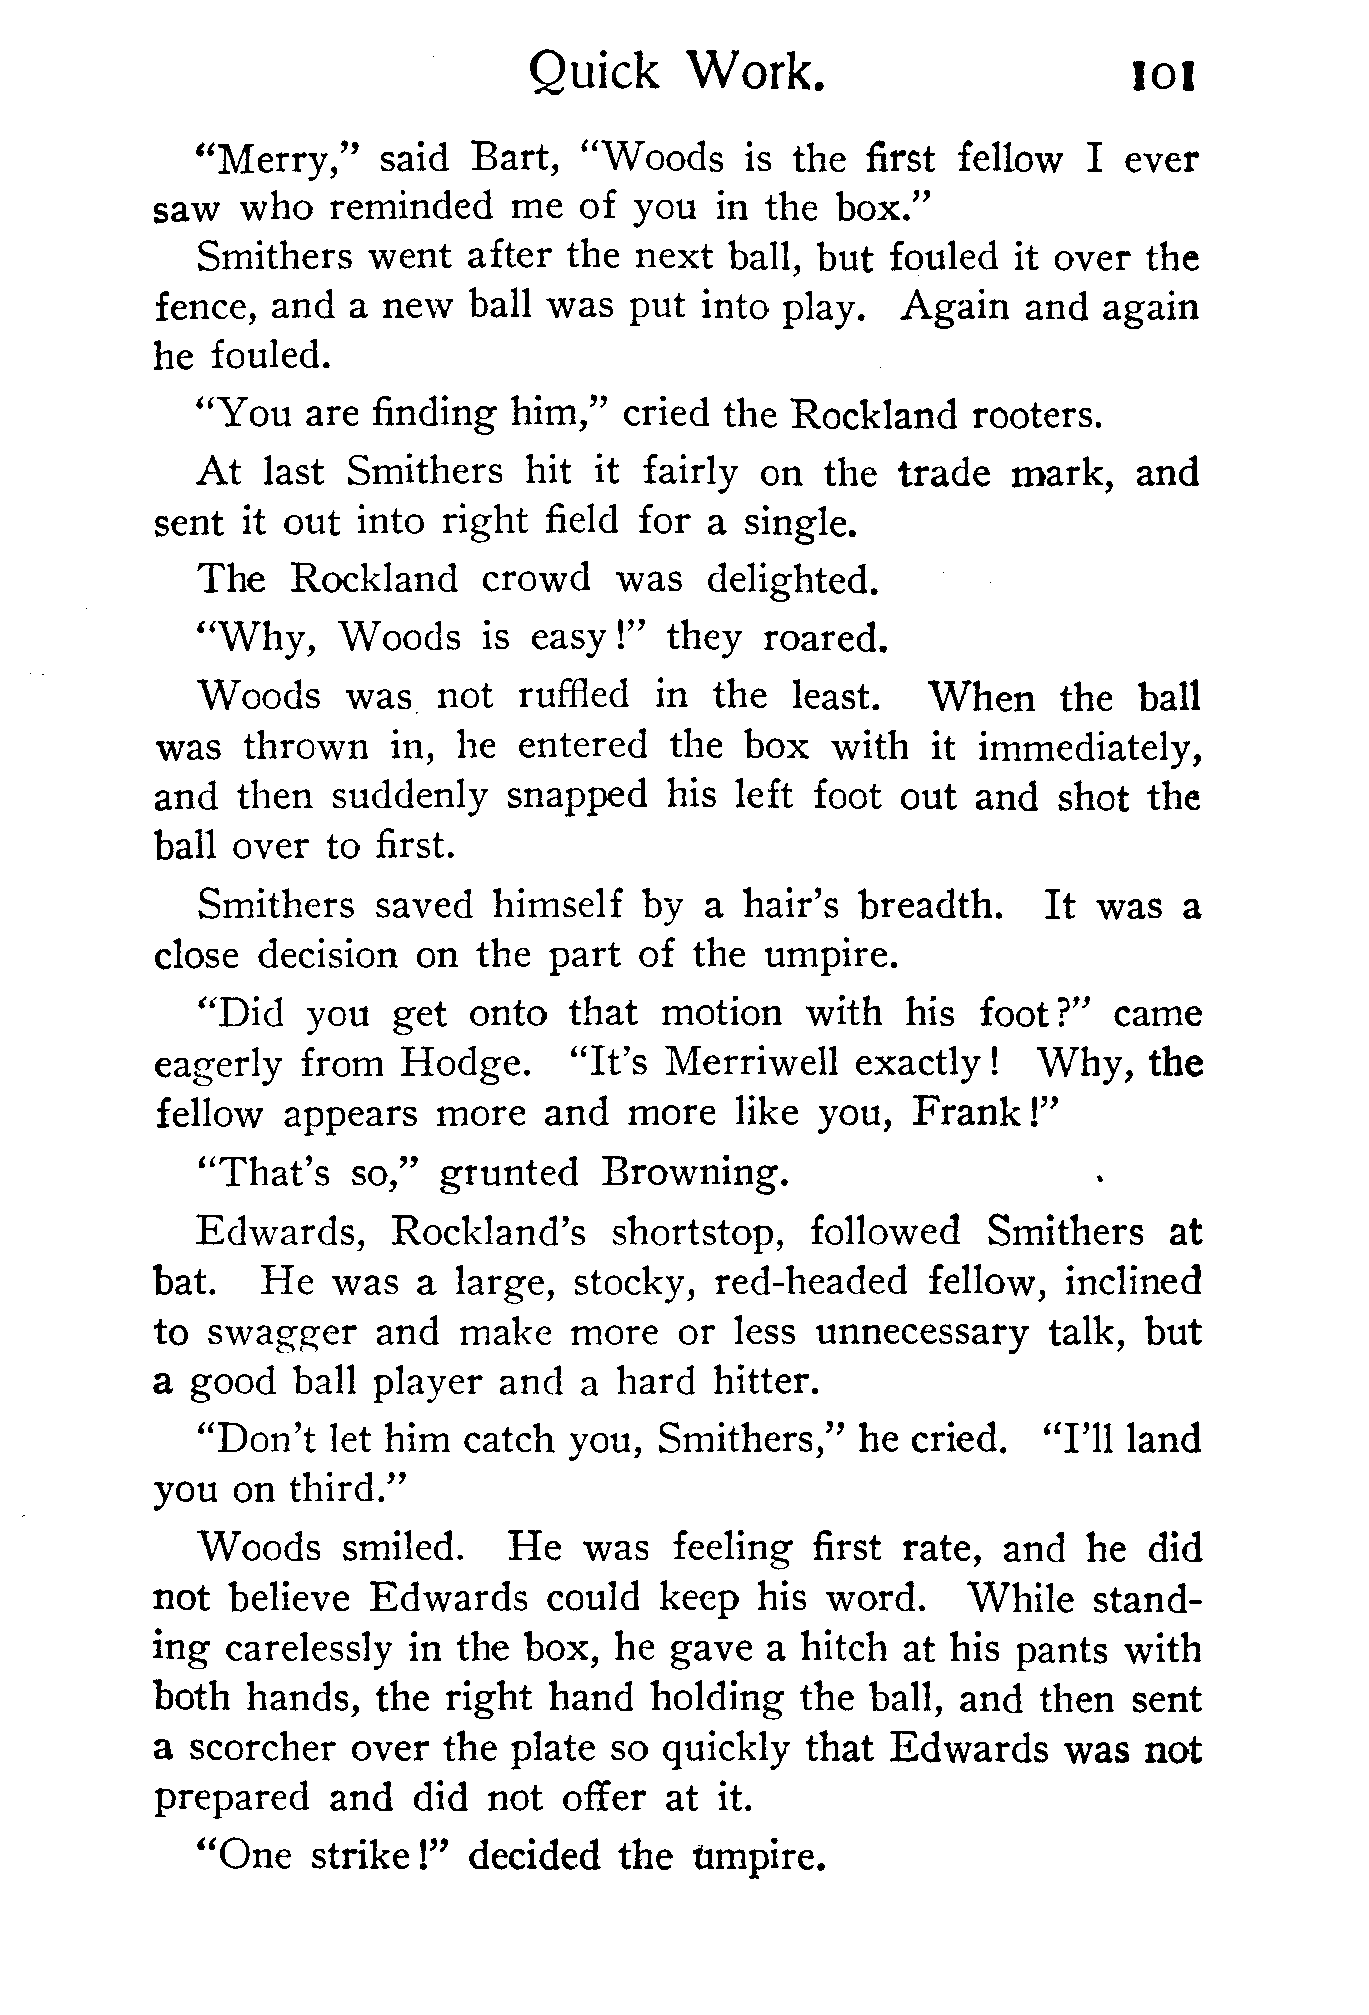 Quick Work. 101
“Merry,” said Bart, “Woods is the first fellow I ever
saw who reminded me of you in the box.”
Smithers went after the next ball, but fouled it over the
fence, and a new ball was put into play. Again and again
he fouled.
“You are finding him,” cried the Rockland rooters.
At last Smithers hit it fairly on the trade mark, and
sent it out into right field for a single.
The Rockland crowd was delighted.
“Why, Woods is easy!” they roared.
Woods was not ruffled in the least. When the ball
was thrown in, he entered the box with it immediately,
and then suddenly snapped his left foot out and shot the
ball over to first.
Smithers saved himself by a hair’s breadth. It was a
close decision on the part of the umpire.
“Did you get onto that motion with his foot?” came
eagerly from Hodge. “It’s Merriwell exactly! Why, the
fellow appears more and more like you, Frank!”
“That’s so,” grunted Browning.
Edwards, Rockland’s shortstop, followed Smithers at
bat. He was a large, stocky, red-headed fellow, inclined
to swagger and make more or less unnecessary talk, but
a good ball player and a hard hitter.
“Don’t let him catch you, Smithers,” he cried. “I’ll land
you on third.”
Woods smiled. He was feeling first rate, and he did
not believe Edwards could keep his word. While stand-
ing carelessly in the box, he gave a hitch at his pants with
both hands, the right hand holding the ball, and then sent
a scorcher over the plate so quickly that Edwards was not
prepared and did not offer at it.
“One strike!” decided the umpire.